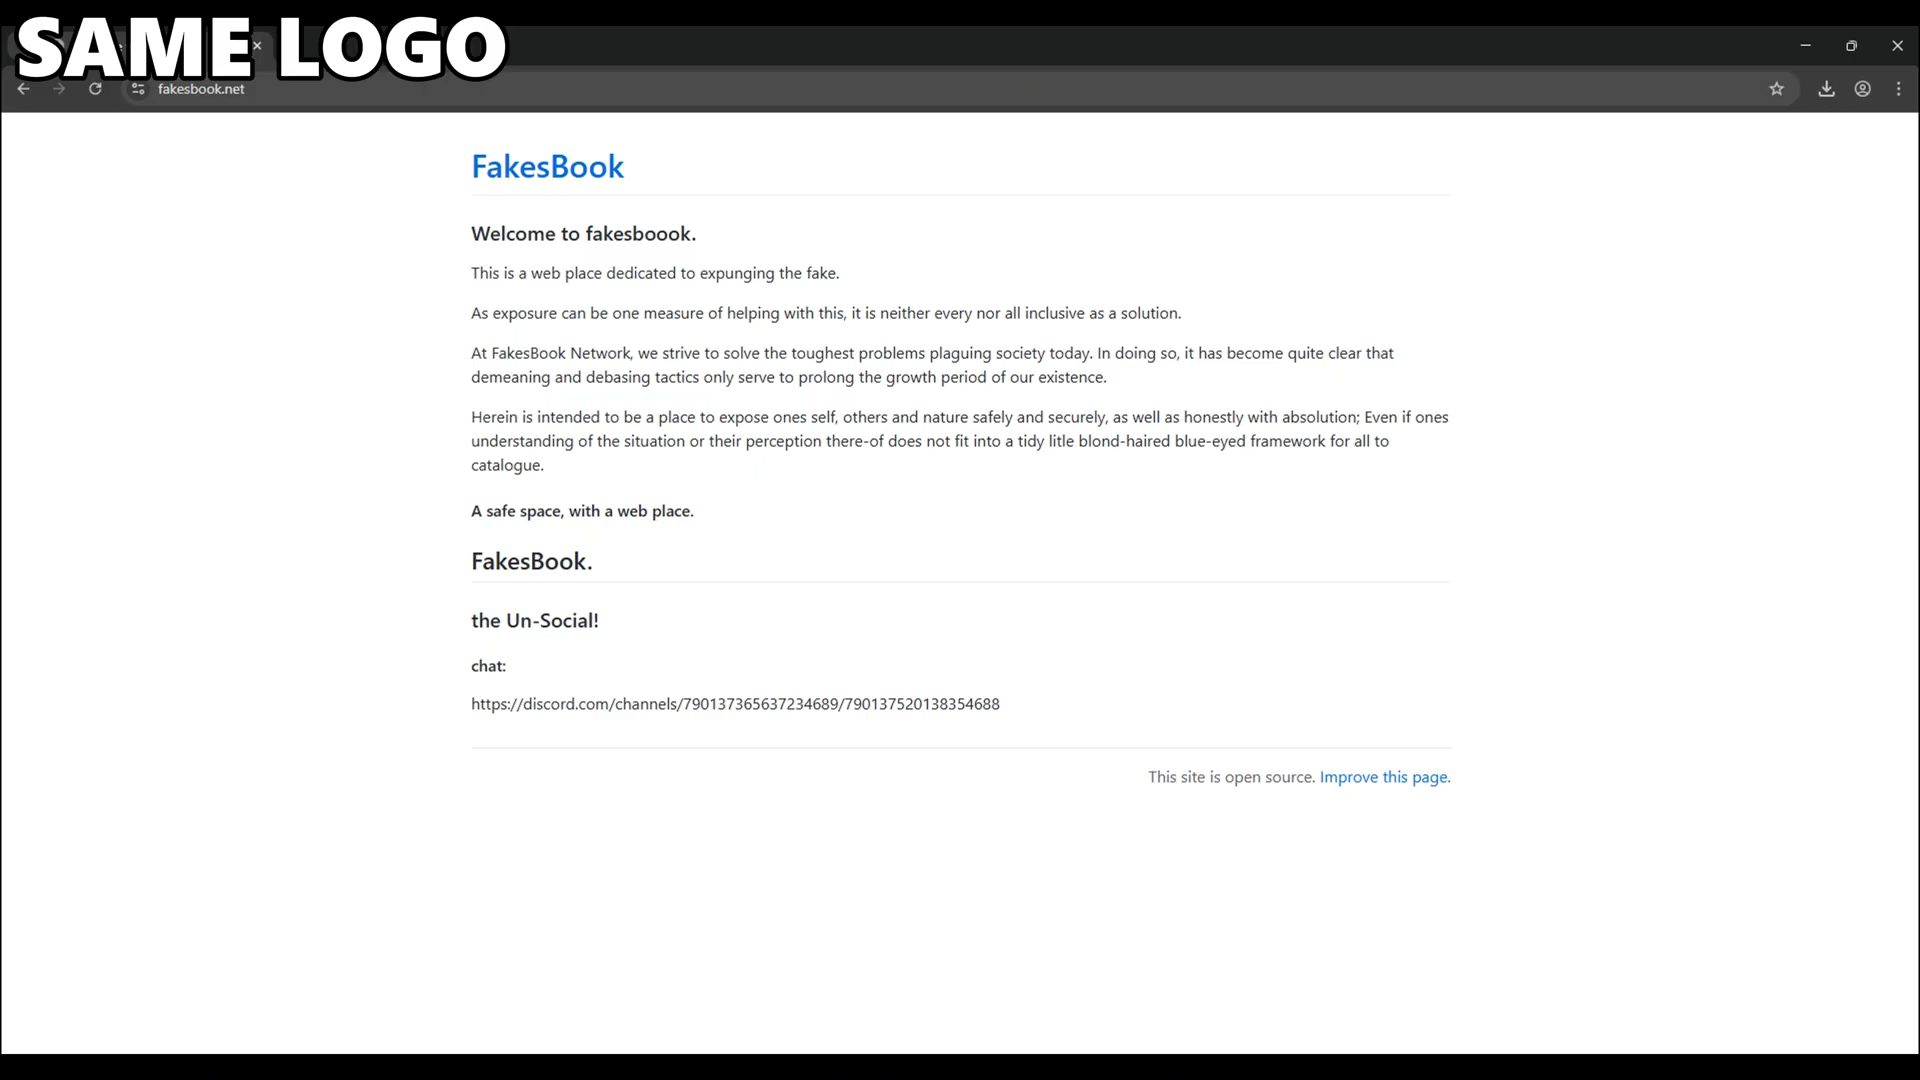 SAME LOGO
fakesbook.net
FakesBook
Welcome to fakesboook.
This is a web place dedicated to expunging the fake.
As exposure can be one measure of helping with this, it is neither every nor all inclusive as a solution.
At FakesBook Network, we strive to solve the toughest problems plaguing society today. In doing so, it has become quite clear that
demeaning and debasing tactics only serve to prolong the growth period of our existence.
Herein is intended to be a place to expose ones self, others and nature safely and securely, as well as honestly with absolution; Even if ones
understanding of the situation or their perception there-of does not fit into a tidy litle blond-haired blue-eyed framework for all to
catalogue.
A safe space, with a web place.
FakesBook.
the Un-Social!
chat:
https://discord.com/channels/790137365637234689/790137520138354688
This site is open source. Improve this page.